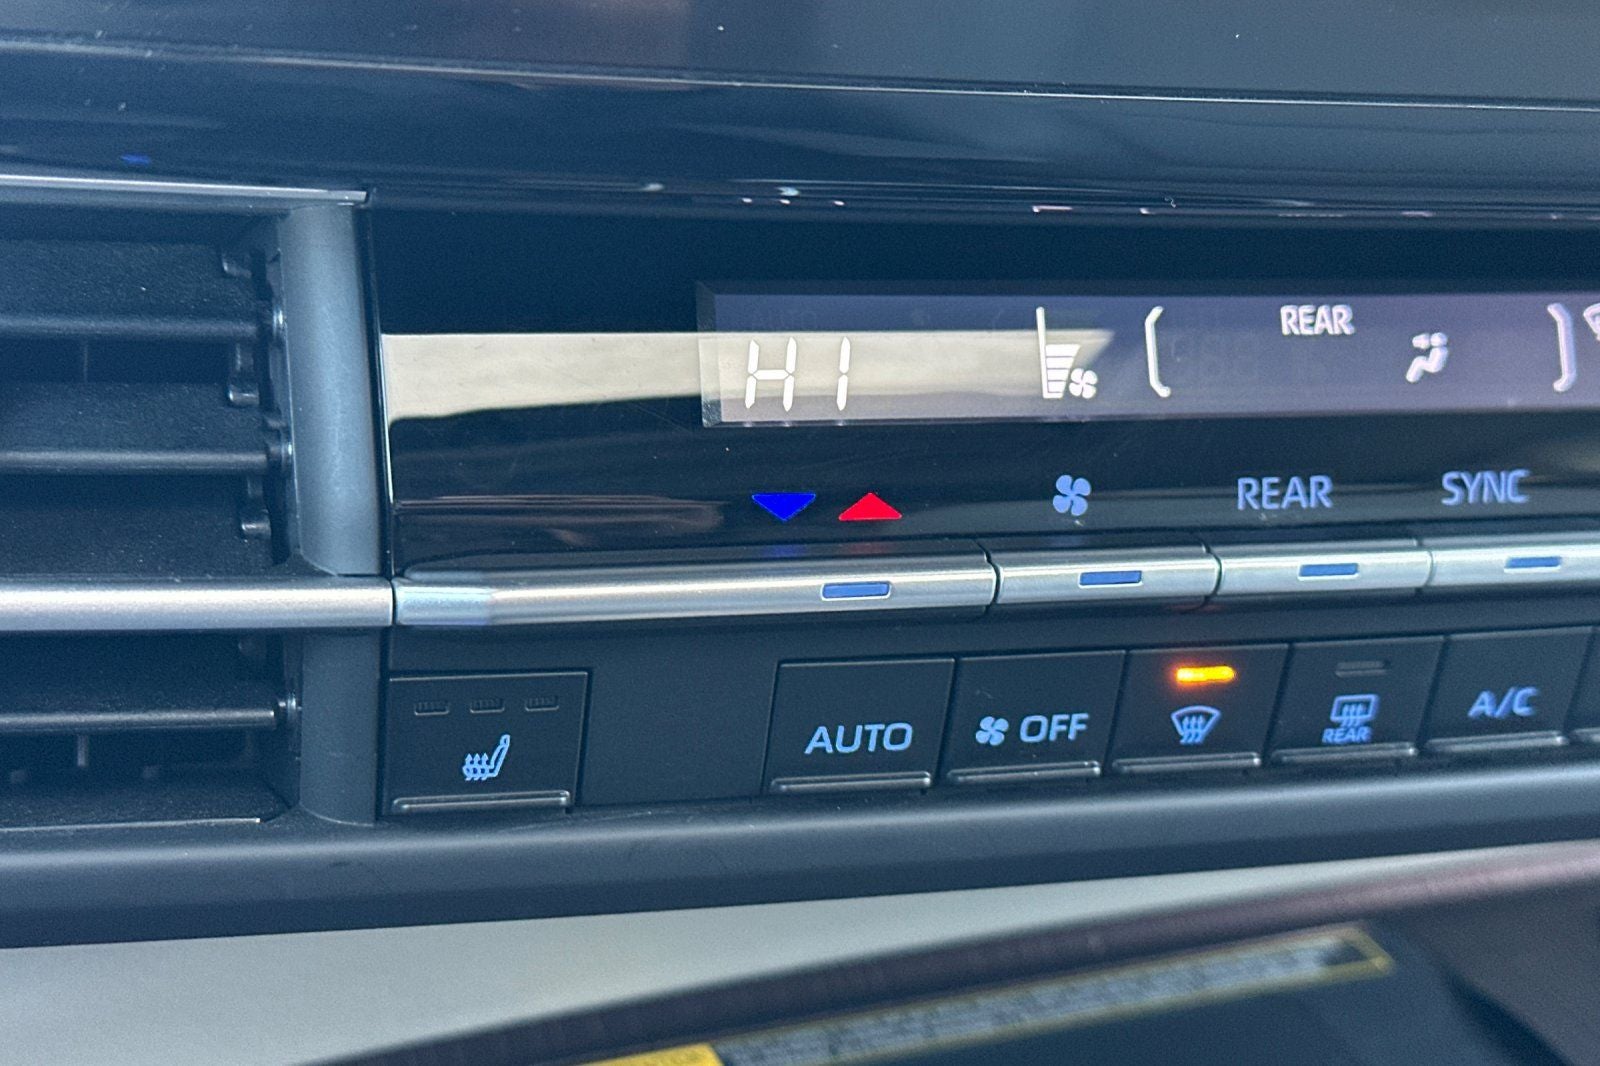 REAR
HI
REAR SYNC
AUTO OFF REAR A/C